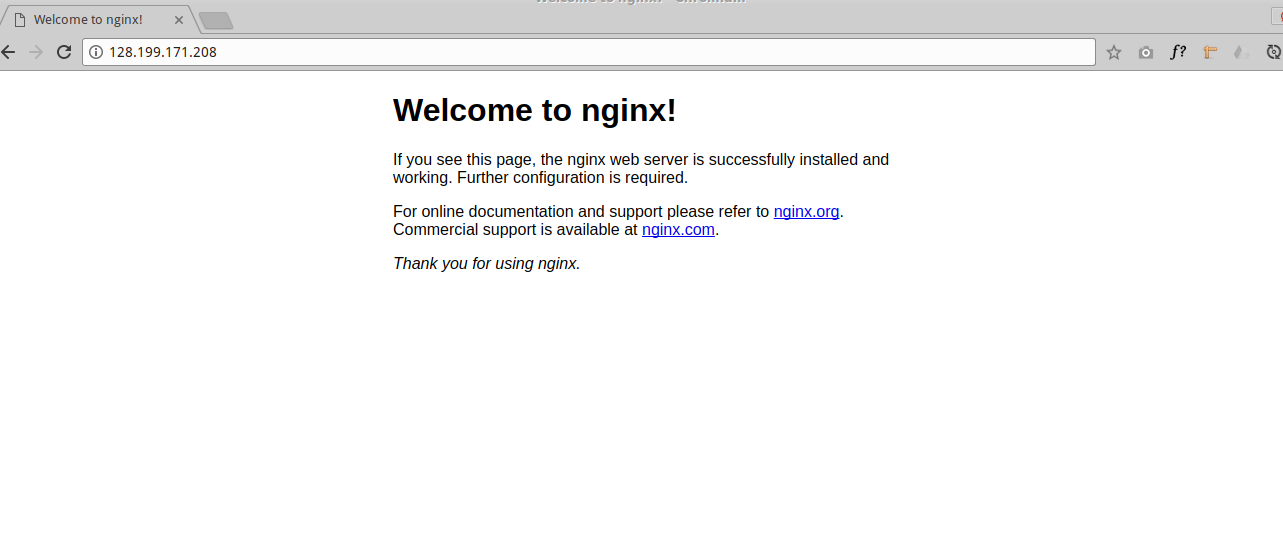 Welcome to nginx!
128.199.171.208
f?
Welcome to nginx!
If you see this page, the nginx web server is successfully installed and
working. Further configuration is required.
For online documentation and support please refer to nginx.org.
Commercial support is available at nginx.com.
Thank you for using nginx.